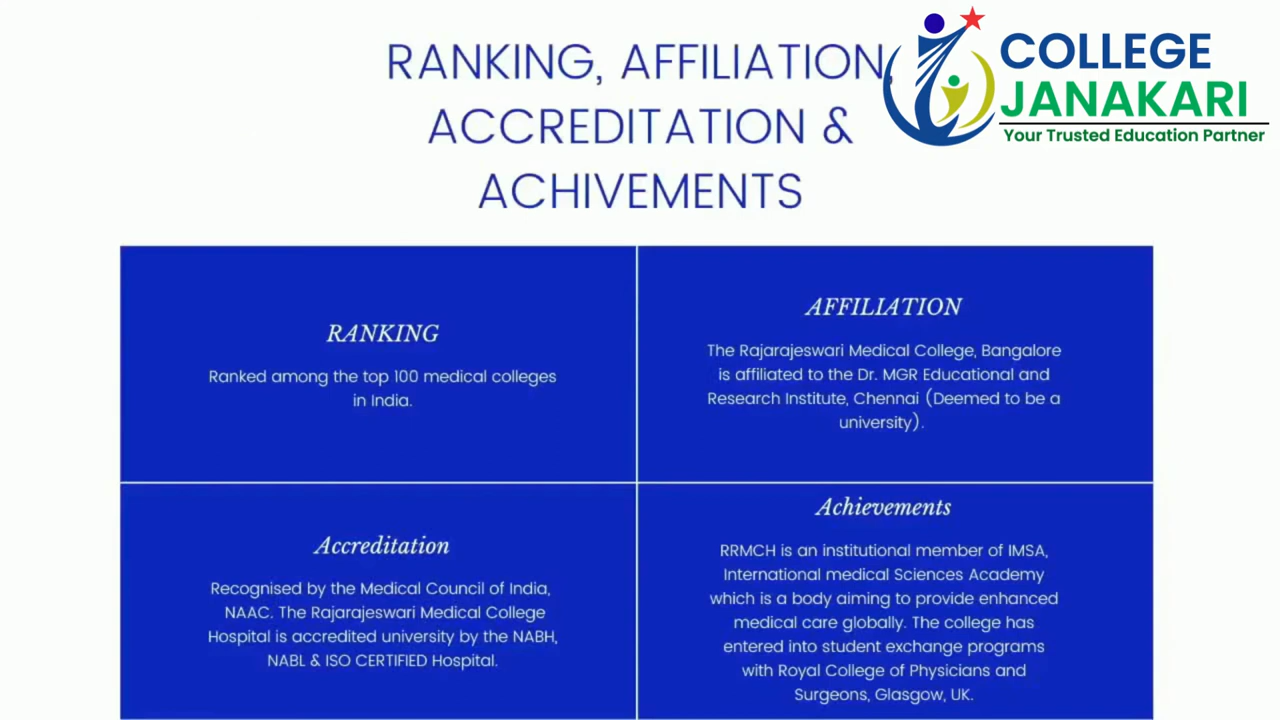 RANKING, AFFILIATION,
ACCREDITATION &
ACHIVEMENTS
COLLEGE
JANAKARI
Your Trusted Education Partner
RANKING
Ranked among the top 100 medical colleges
in India.
AFFILIATION
The Rajarajeswari Medical College, Bangalore
is affiliated to the Dr. MGR Educational and
Research Institute, Chennai (Deemed to be a
university).
Accreditation
Recognised by the Medical Council of India,
NAAC. The Rajarajeswari Medical College
Hospital is accredited university by the NABH,
NABL & ISO CERTIFIED Hospital.
Achievements
RRMCH is an institutional member of IMSA,
International medical Sciences Academy
which is a body aiming to provide enhanced
medical care globally. The college has
entered into student exchange programs
with Royal College of Physicians and
Surgeons, Glasgow, UK.